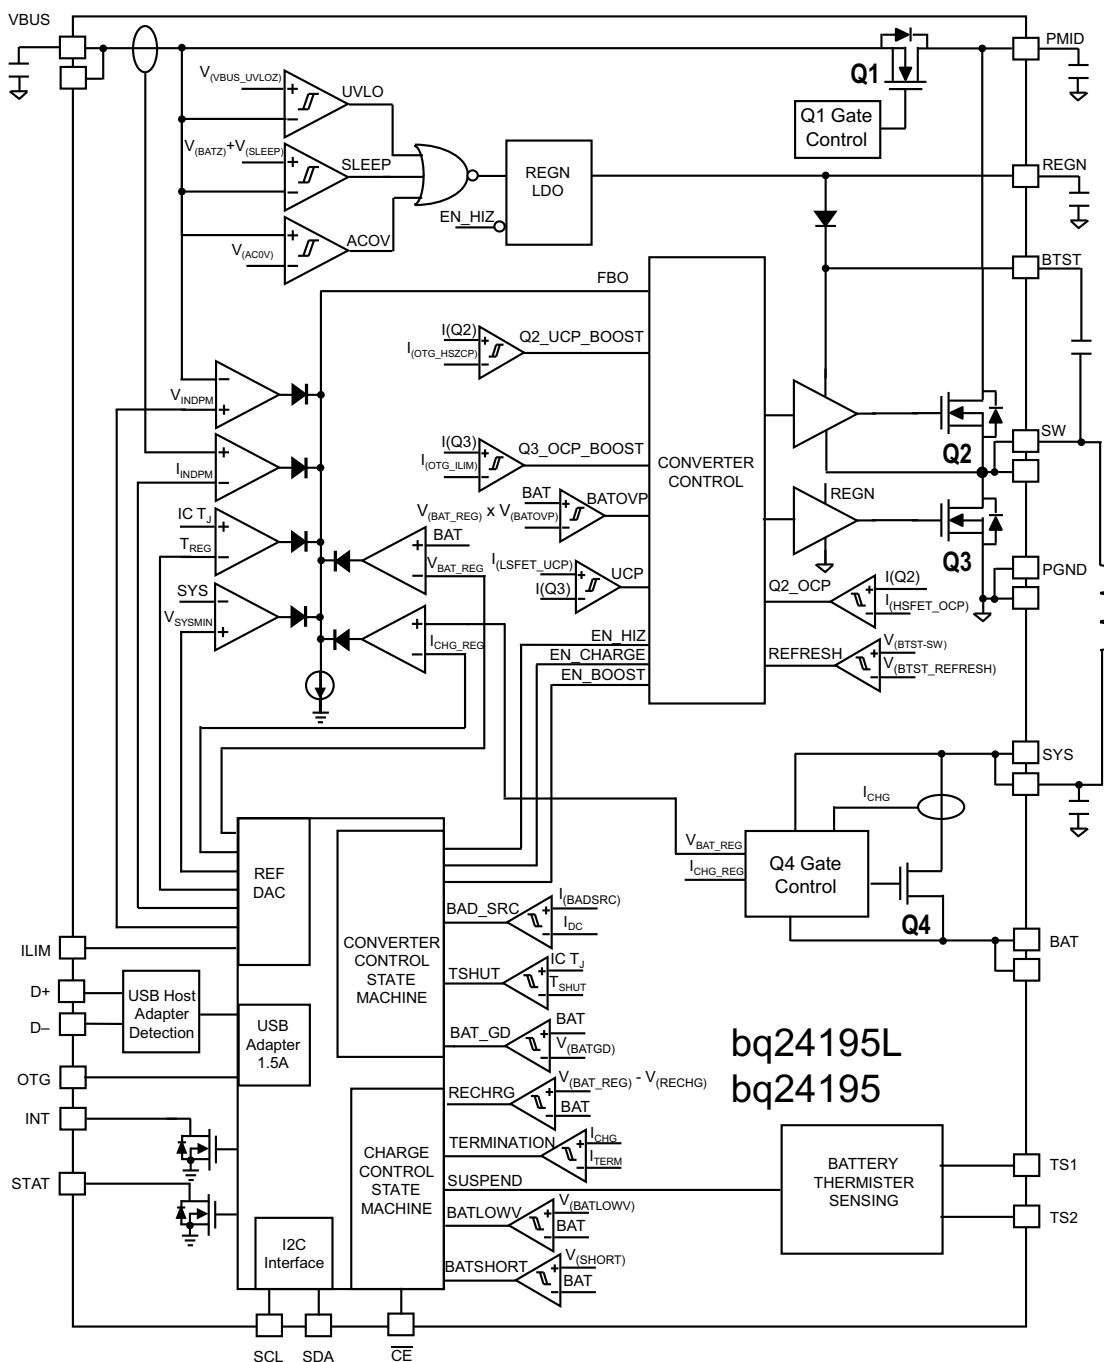 VBUS
PMID
Q1
Q1 Gate
Control
V(VBUS_UVLOZ)
UVLO
V(BATZ)+V(SLEEP)
SLEEP
REGN
LDO
REGN
EN_HIZ
ACOV
V(ACOV)
BTST
FBO
I(Q2)
I(OTG_HSZCP)
Q2_UCP_BOOST
VINDPM
I(Q3)
I(OTG_ILIM)
Q3_OCP_BOOST
CONVERTER
CONTROL
Q2
SW
IINDPM
BAT
V(BAT_REG) x V(BATOVP)
BATOVP
REGN
IC TJ
TREG
BAT
VBAT_REG
Q3
I(LSFET_UCP)
I(Q3)
UCP
PGND
Q2_OCP
I(Q2)
I(HSFET_OCP)
SYS
VSYSMIN
ICHG_REG
EN_HIZ
EN_CHARGE
EN_BOOST
REFRESH
V(BTST-SW)
V(BTST_REFRESH)
SYS
ICHG
VBAT_REG
ICHG_REG
Q4 Gate
Control
Q4
REF
DAC
BAT
ILIM
CONVERTER
CONTROL
STATE
MACHINE
BAD_SRC
I(BADSRC)
IDC
TSHUT
IC TJ
TSHUT
D+
D–
USB Host
Adapter
Detection
USB
Adapter
1.5A
BAT_GD
BAT
V(BATGD)
bq24195L
bq24195
OTG
RECHRG
V(BAT_REG) - V(RECHG)
BAT
INT
TERMINATION
ICHG
ITERM
CHARGE
CONTROL
STATE
MACHINE
SUSPEND
BATTERY
THERMISTER
SENSING
TS1
TS2
STAT
BATLOWV
V(BATLOWV)
BAT
I2C
Interface
BATSHORT
V(SHORT)
BAT
SCL
SDA
CE